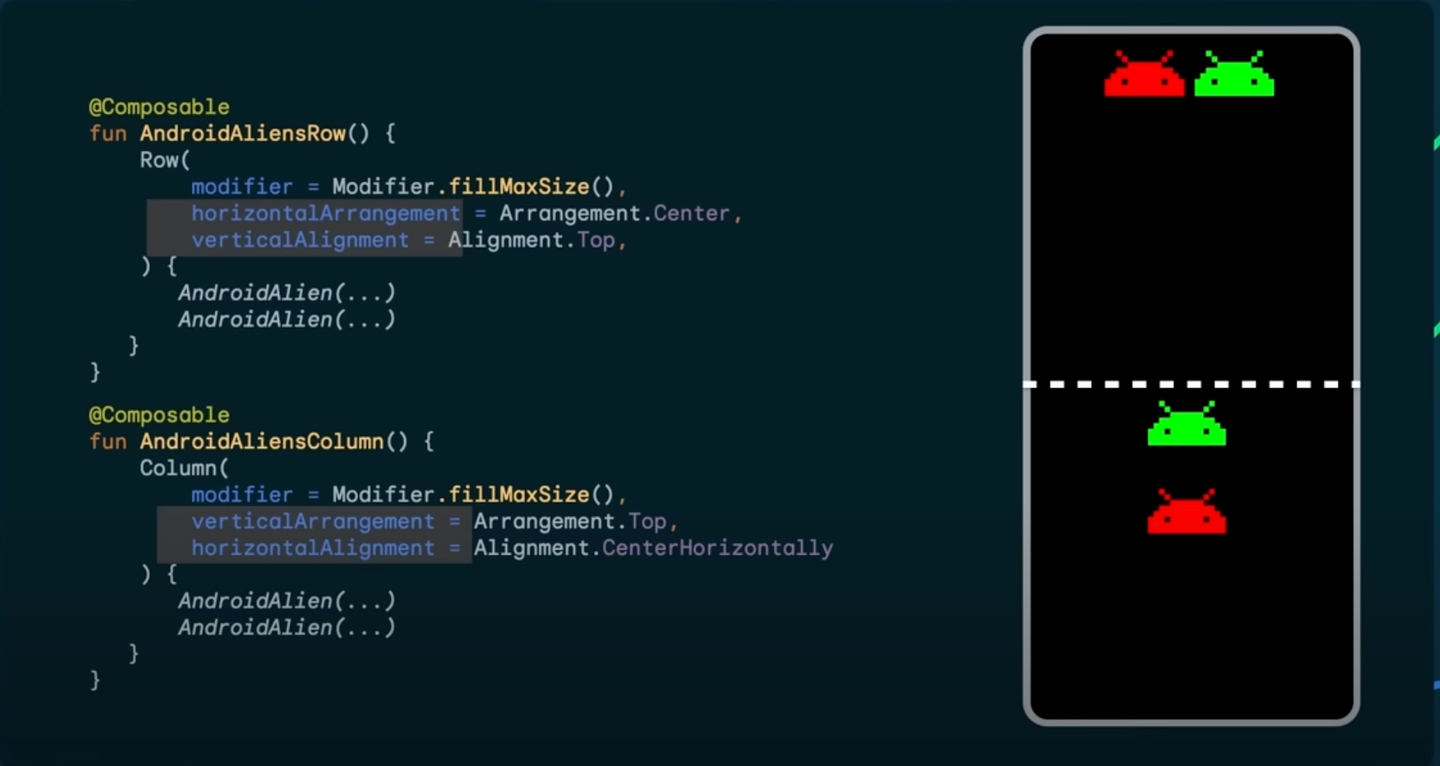 @Composable
fun AndroidAliensRow() {
    Row(
        modifier = Modifier.fillMaxSize(),
        horizontalArrangement = Arrangement.Center,
        verticalAlignment = Alignment.Top,
    ) {
       AndroidAlien(...)
       AndroidAlien(...)
   }
}
@Composable
fun AndroidAliensColumn() {
    Column(
        modifier = Modifier.fillMaxSize(),
        verticalArrangement = Arrangement.Top,
        horizontalAlignment = Alignment.CenterHorizontally
    ) {
       AndroidAlien(...)
       AndroidAlien(...)
   }
}